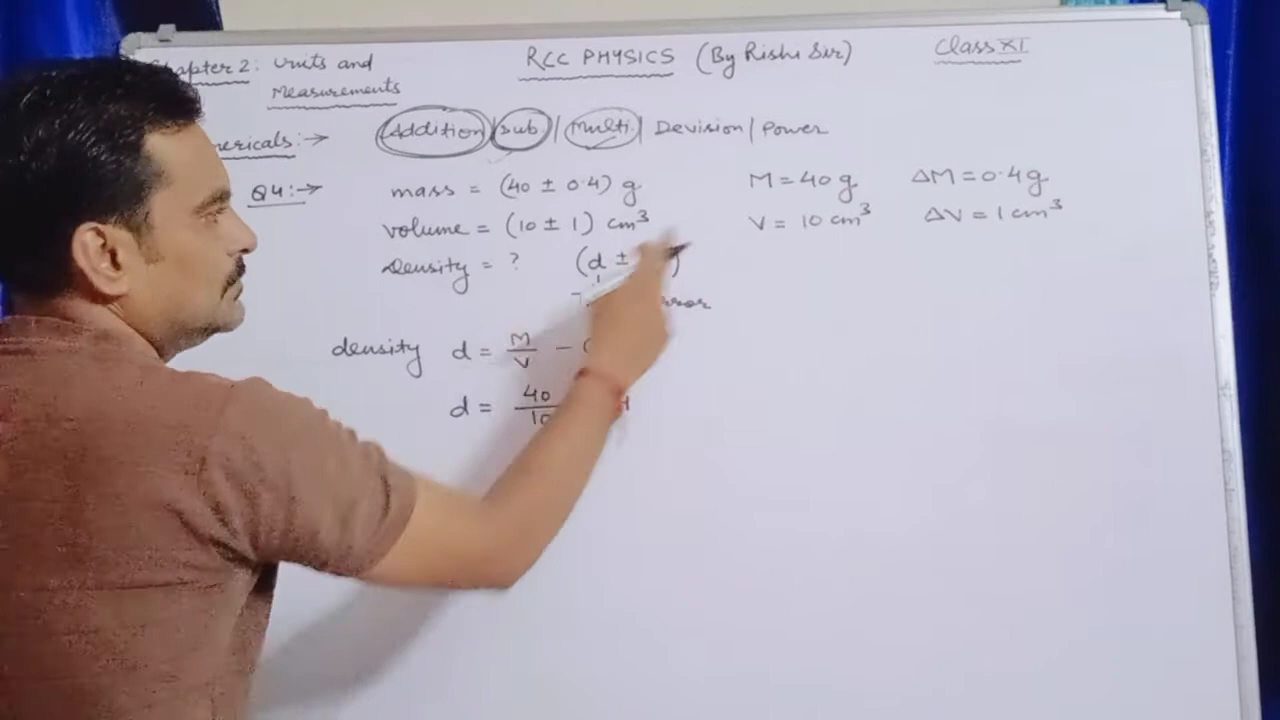 Chapter 2: Units and Measurements
RCC PHYSICS (By Rishi Sir)
Class XI
Addition | Sub. | Multi. | Devision | Power
Q4:→
mass = (40 ± 0.4) g
M = 40 g
ΔM = 0.4 g
volume = (10 ± 1) cm³
V = 10 cm³
ΔV = 1 cm³
Density = ? (d ±
density d = M/V
d = 40/10